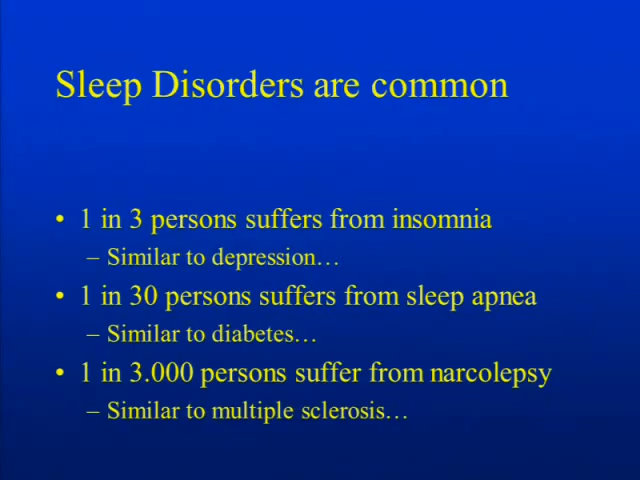 Sleep Disorders are common
• 1 in 3 persons suffers from insomnia
– Similar to depression…
• 1 in 30 persons suffers from sleep apnea
– Similar to diabetes…
• 1 in 3.000 persons suffer from narcolepsy
– Similar to multiple sclerosis…